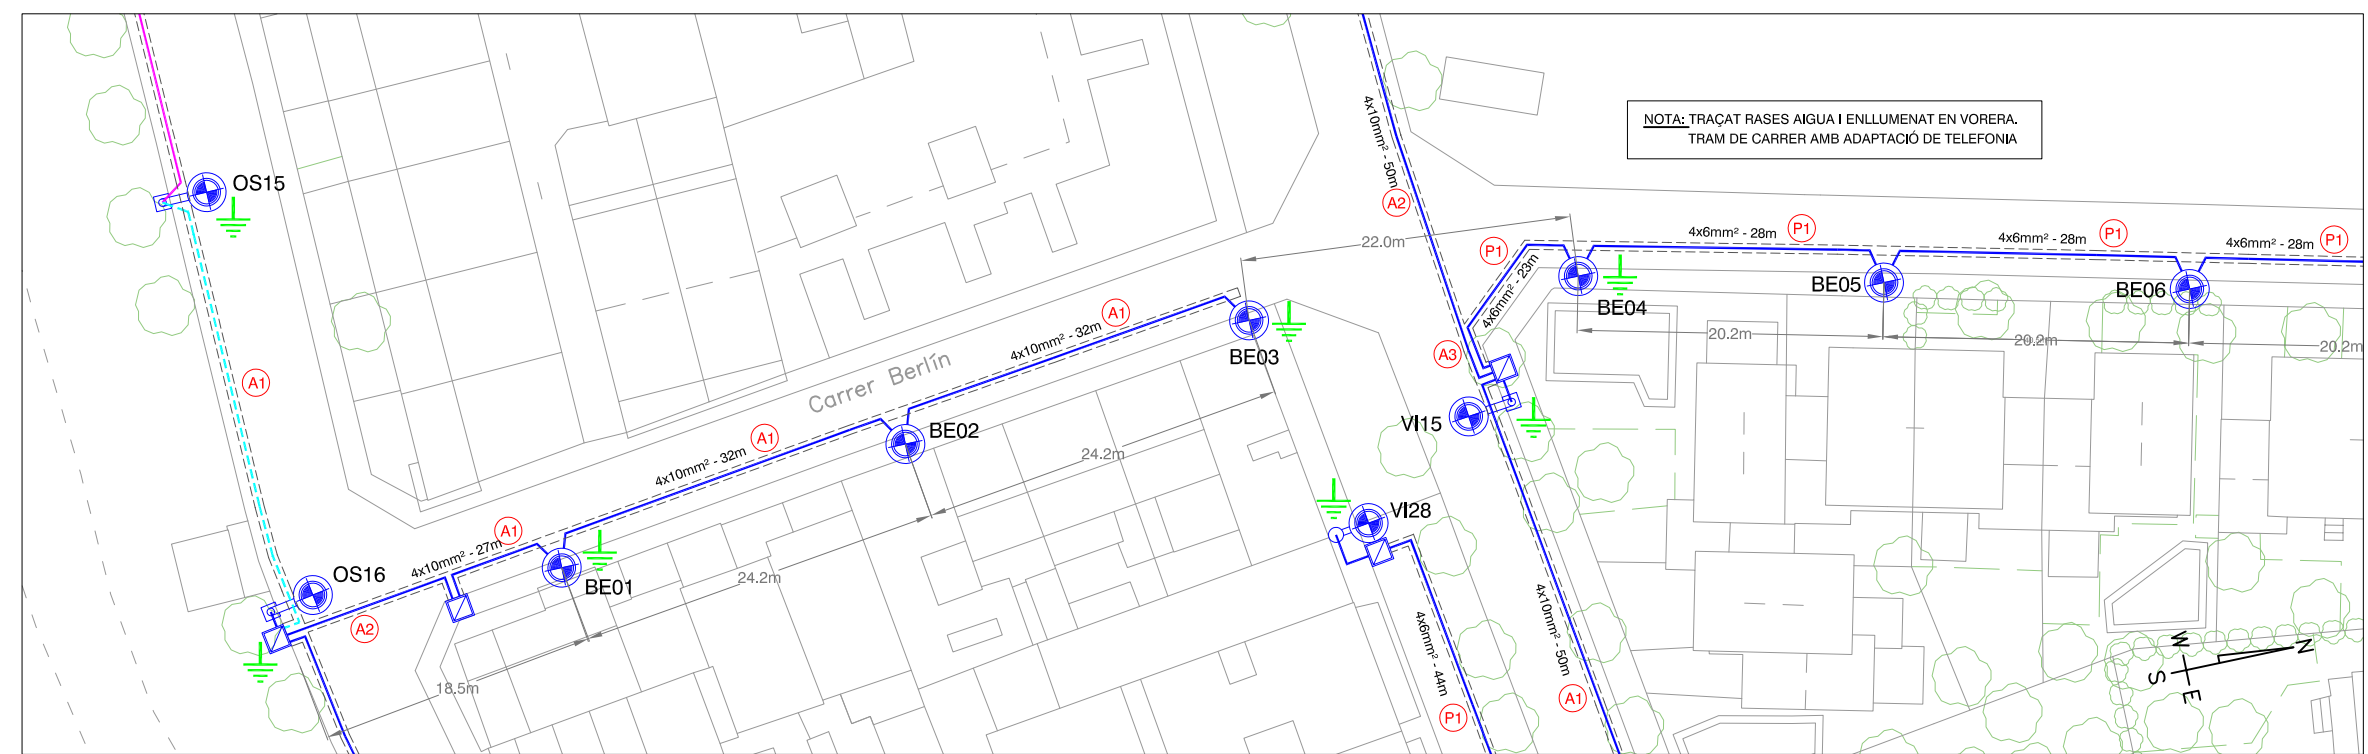 NOTA: TRAÇAT RASES AIGUA I ENLLUMENAT EN VORERA.
TRAM DE CARRER AMB ADAPTACIÓ DE TELEFONIA
4x10mm² - 50m
A2
OS15
22.0m
P1
4x6mm² - 23m
4x6mm² - 28m
P1
4x6mm² - 28m
P1
4x6mm² - 28m
P1
BE04
BE05
BE06
20.2m
20.2m
20.2m
A1
Carrer Berlín
4x10mm² - 32m
A1
BE03
A3
VI15
4x10mm² - 32m
A1
BE02
24.2m
VI28
OS16
4x10mm² - 27m
A1
BE01
24.2m
A2
18.5m
4x6mm² - 44m
P1
4x10mm² - 50m
A1
N
W
S
E